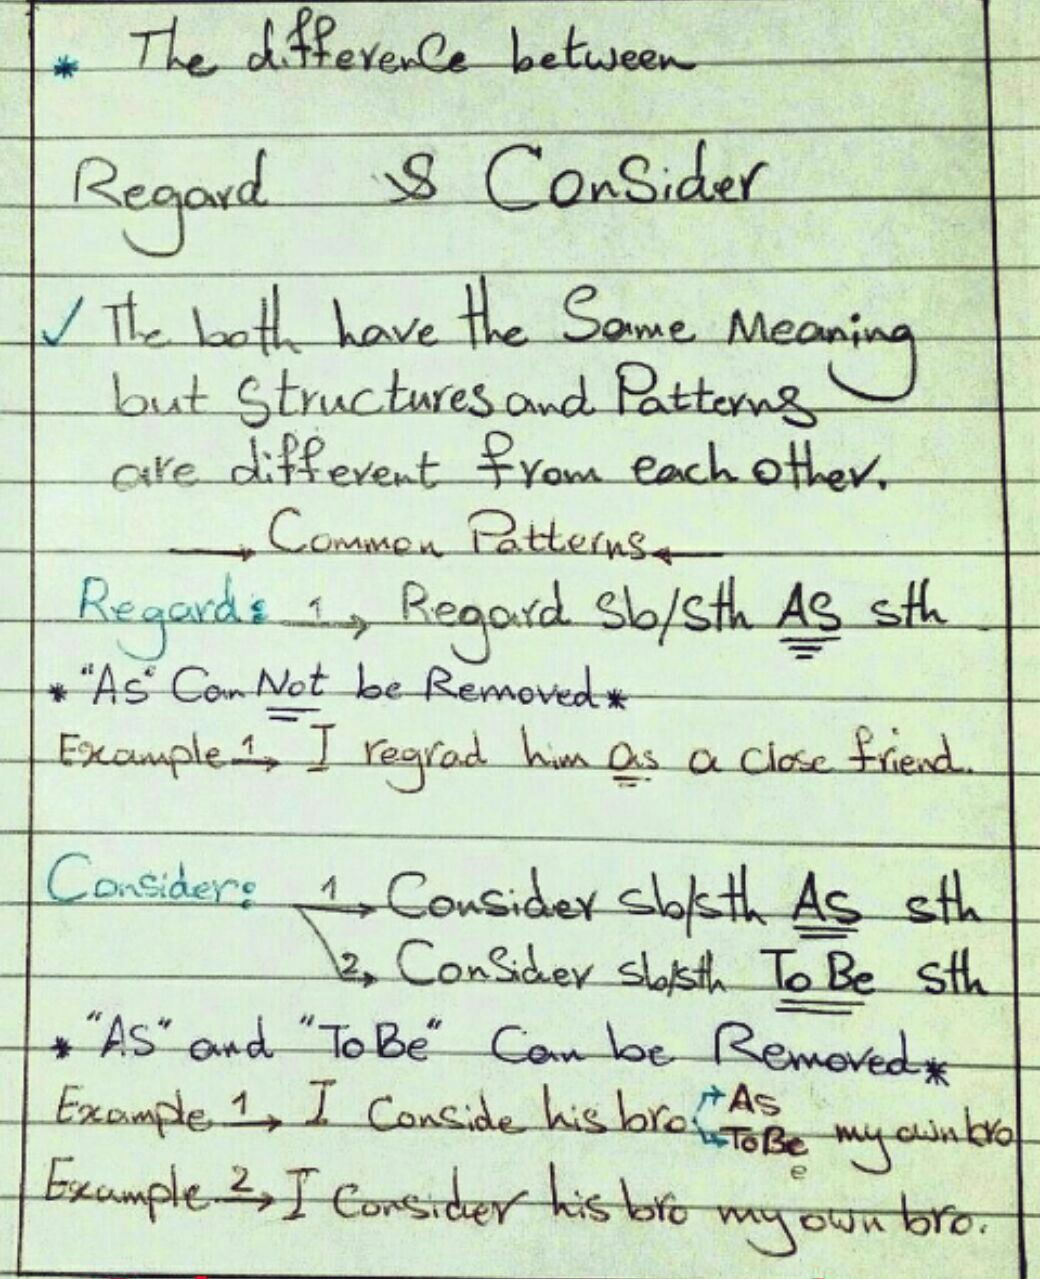 * The difference between
Regard & Consider
✓ The both have the Same Meaning
but Structures and Patterns
are different from each other.
→ Common Patterns ←
Regard: 1→ Regard Sb/Sth AS sth
* "AS" Can Not be Removed *
Example 1→ I regrad him as a close friend.
Consider: 1→ Consider sb/sth As sth
2→ Consider sb/sth To Be sth
* "AS" and "To Be" Can be Removed *
Example 1→ I Conside his bro → As → To Be my own bro
e
Example 2→ I Consider his bro my own bro.